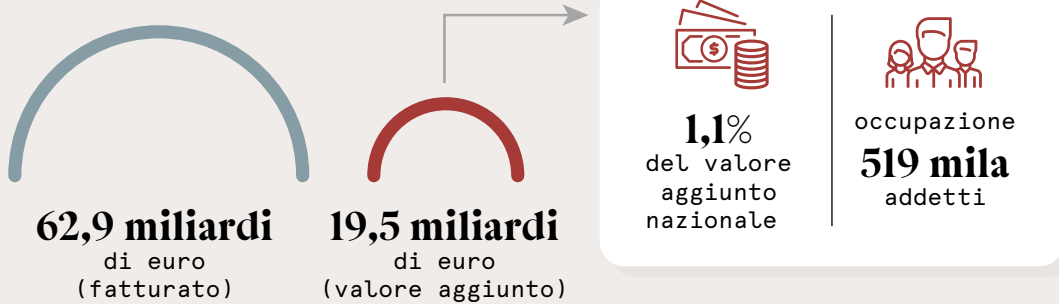 62,9 miliardi
di euro
(fatturato)
19,5 miliardi
di euro
(valore aggiunto)
$
1,1%
del valore
aggiunto
nazionale
occupazione
519 mila
addetti